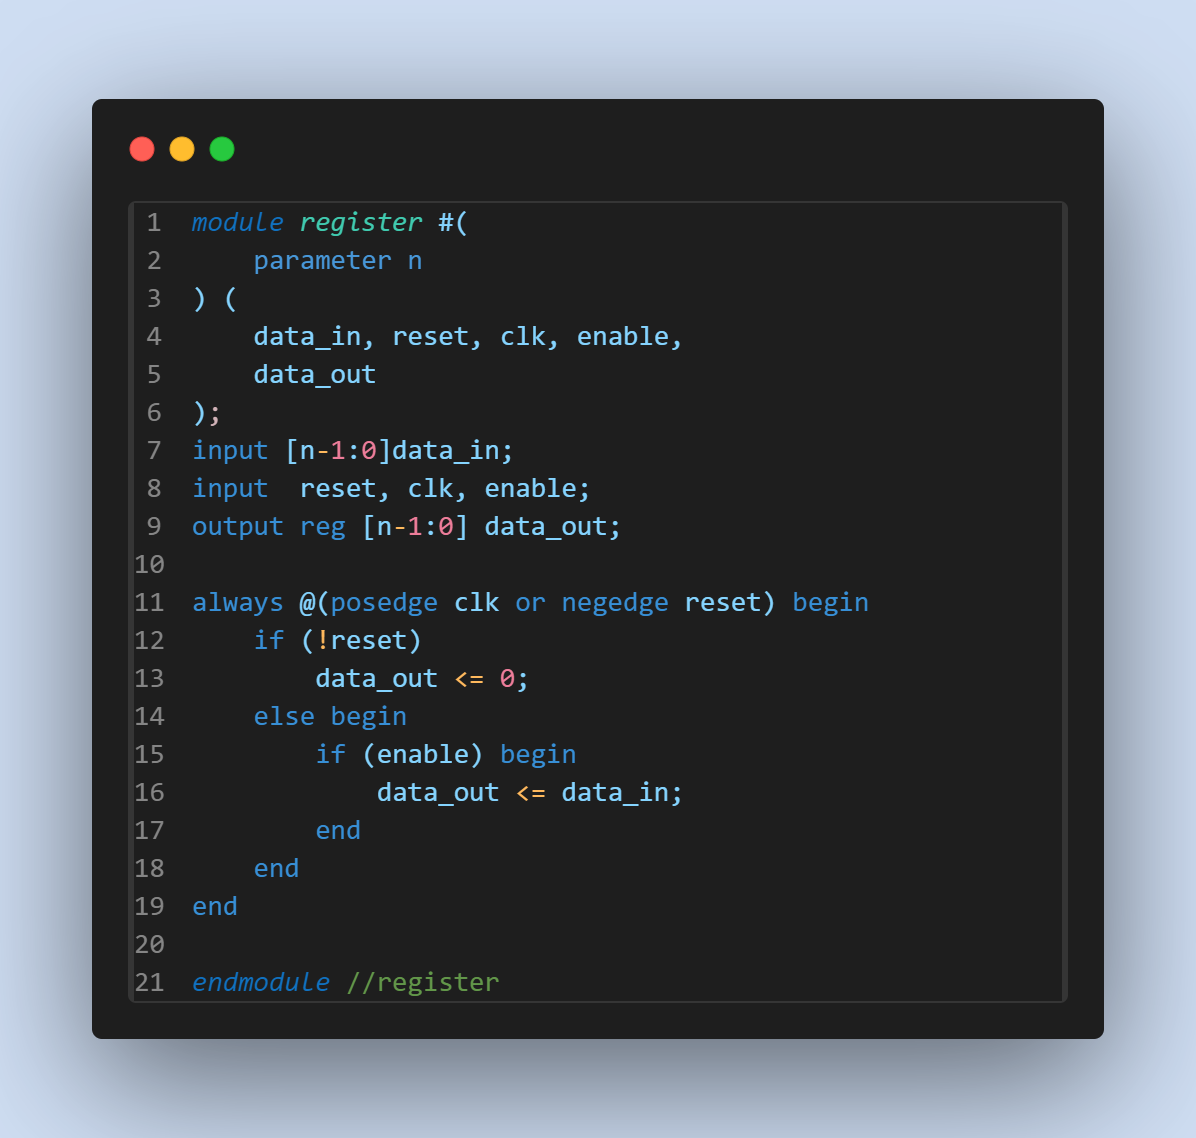 1 module register #(
2     parameter n
3 ) (
4     data_in, reset, clk, enable,
5     data_out
6 );
7 input [n-1:0]data_in;
8 input  reset, clk, enable;
9 output reg [n-1:0] data_out;
10
11 always @(posedge clk or negedge reset) begin
12     if (!reset)
13         data_out <= 0;
14     else begin
15         if (enable) begin
16             data_out <= data_in;
17         end
18     end
19 end
20
21 endmodule //register